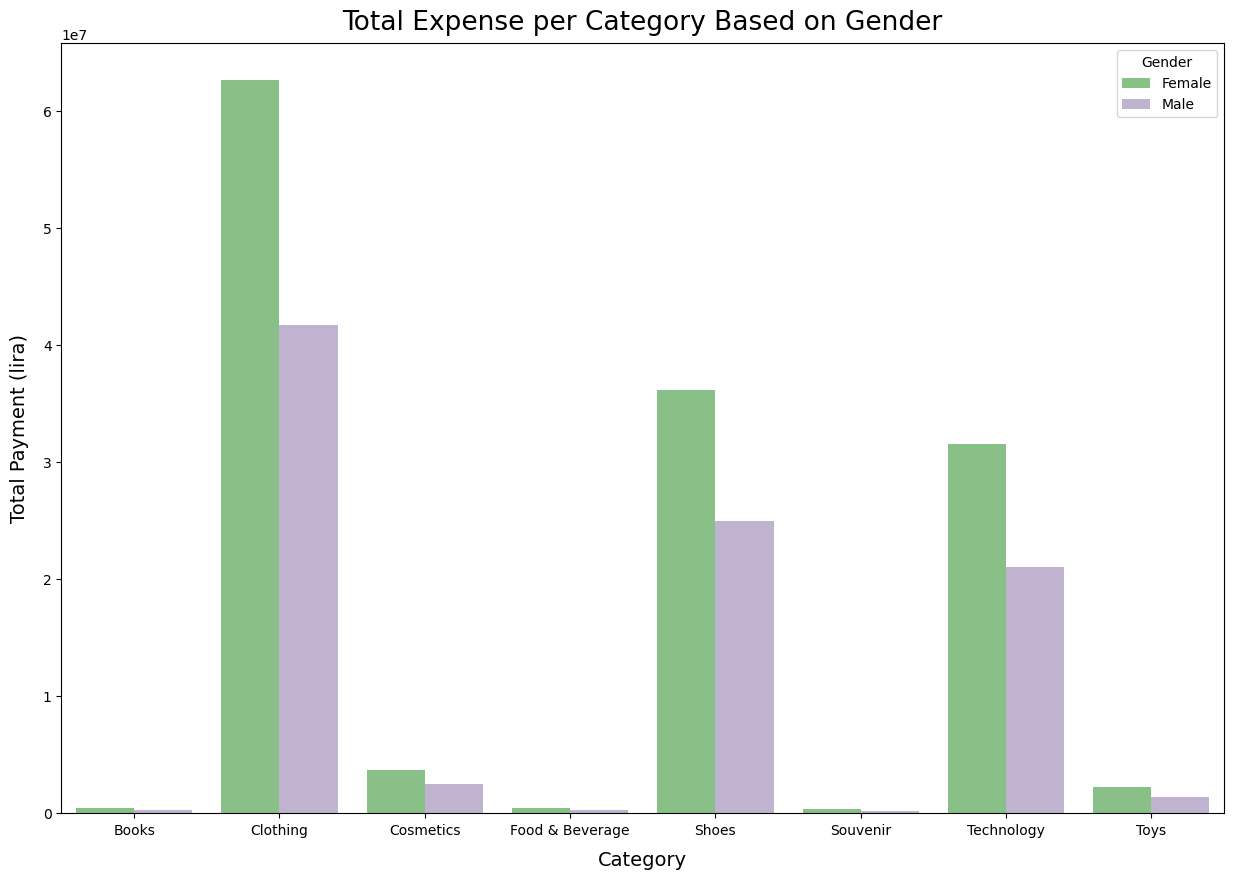 Total Expense per Category Based on Gender
1e7
Gender
Female
Male
6
5
4
3
2
1
0
Total Payment (lira)
Books
Clothing
Cosmetics
Food & Beverage
Shoes
Souvenir
Technology
Toys
Category